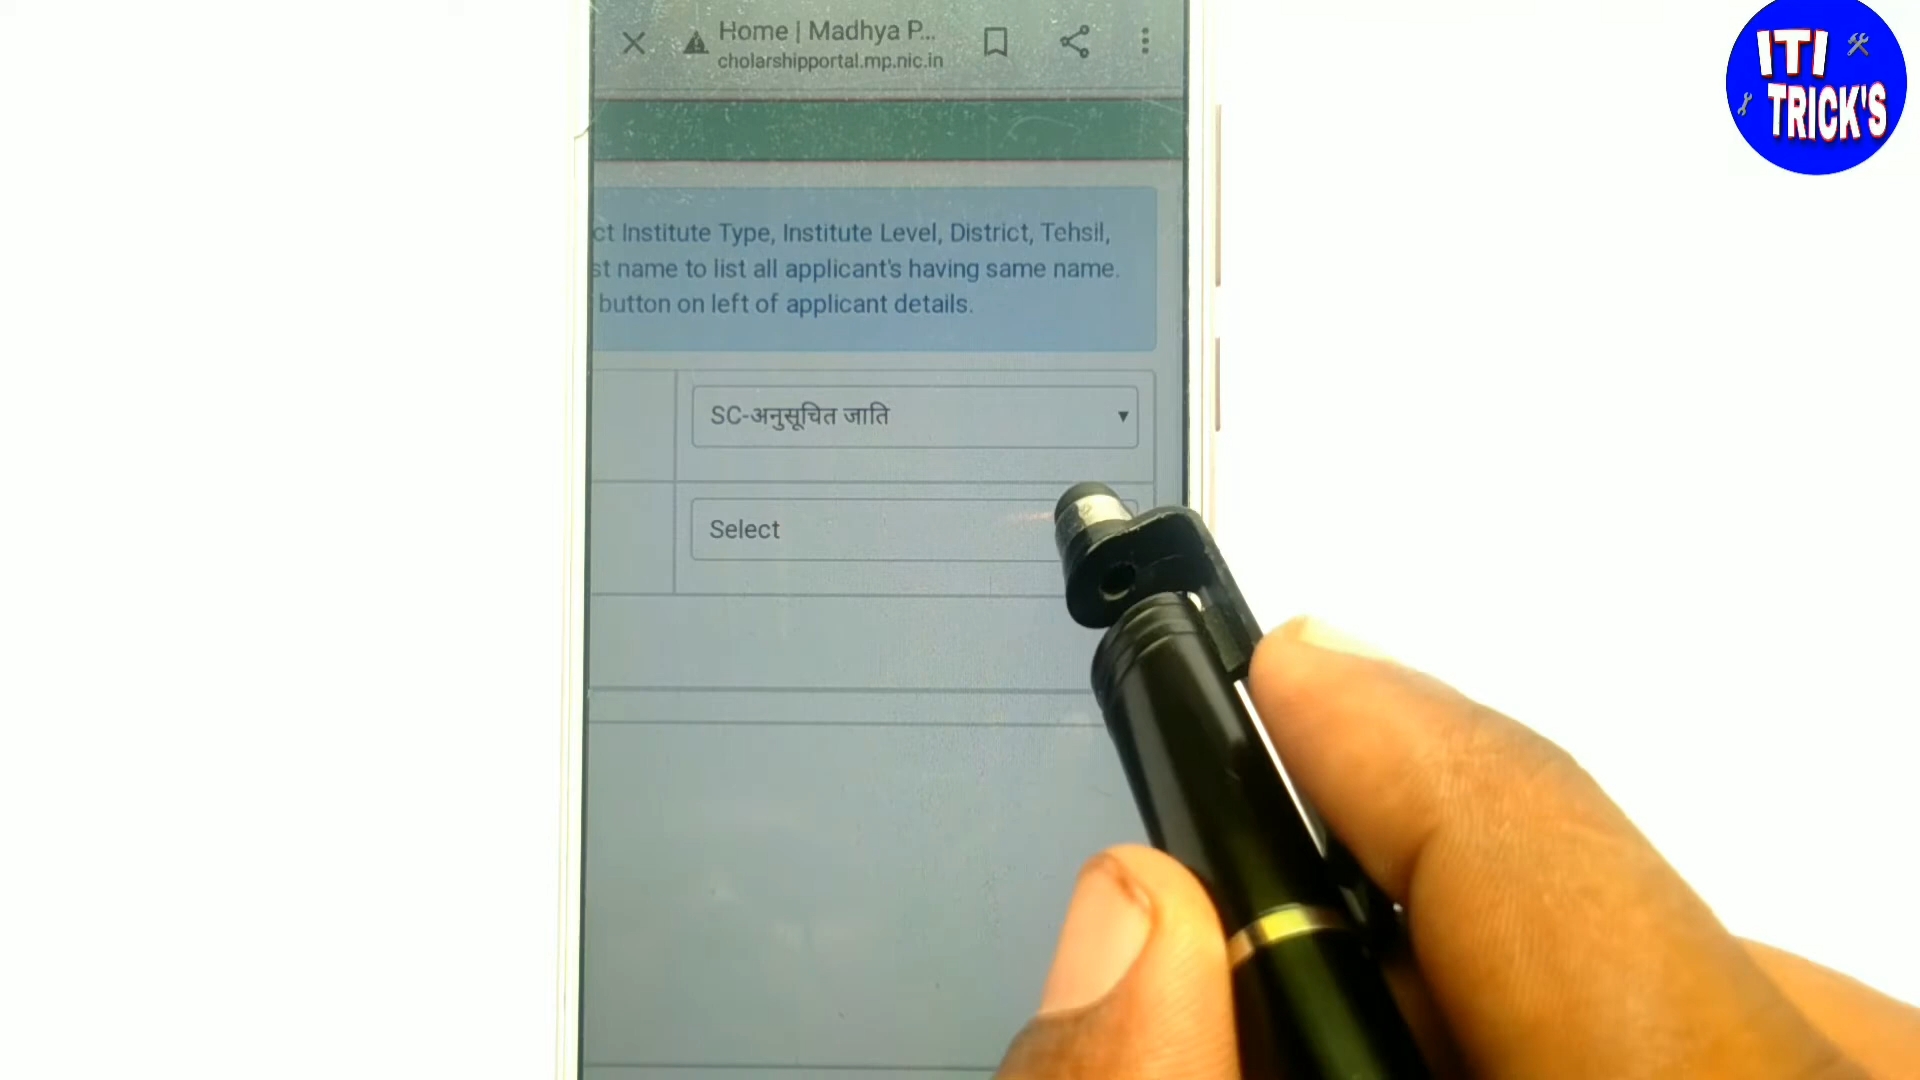 Home | Madhya P...
cholarshipportal.mp.nic.in
ct Institute Type, Institute Level, District, Tehsil,
st name to list all applicant's having same name.
button on left of applicant details.
SC-अनुसूचित जाति
Select
ITI
TRICK'S